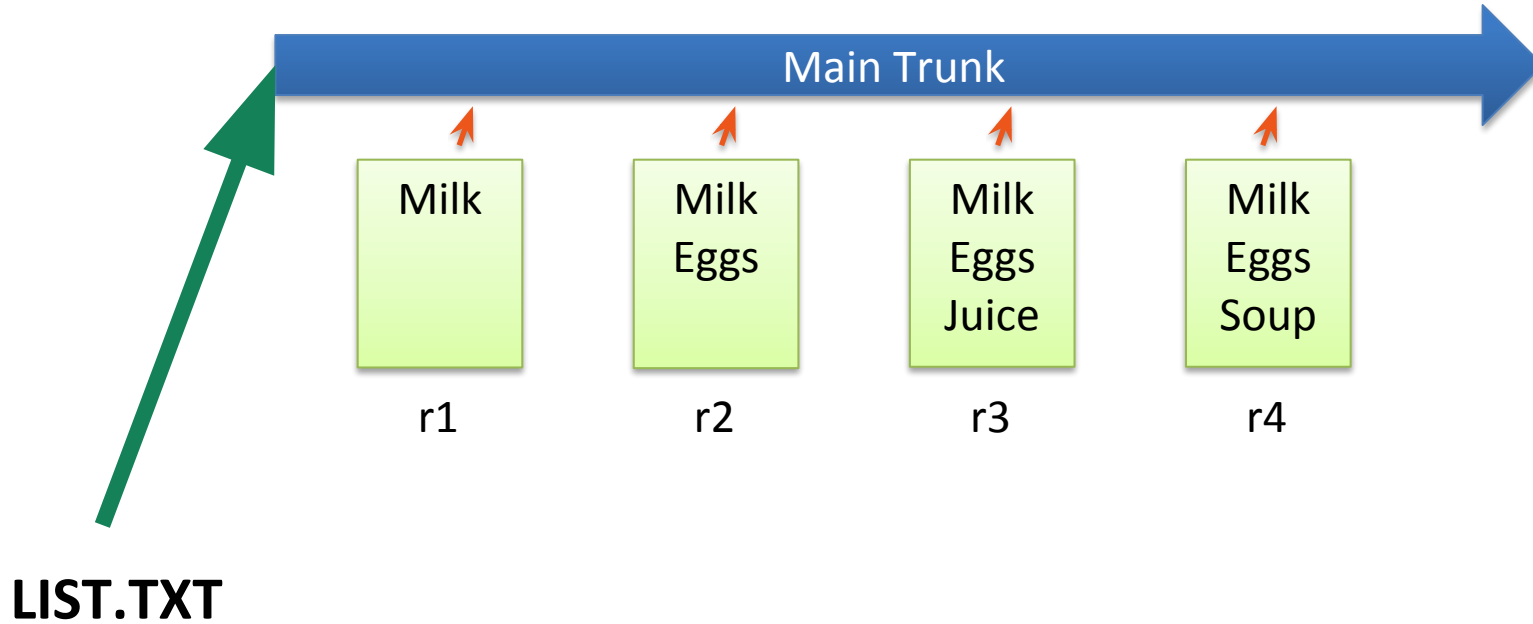 Main Trunk
Milk
Milk
Eggs
Milk
Eggs
Juice
Milk
Eggs
Soup
r1
r2
r3
r4
LIST.TXT